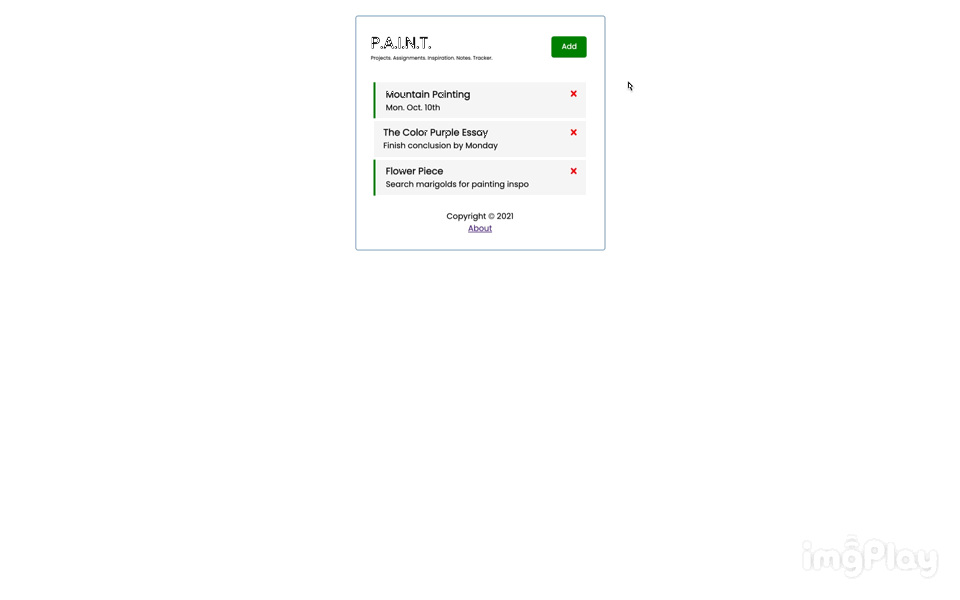 P.A.I.N.T.
Projects. Assignments. Inspiration. Notes. Tracker.
Add
Mountain Painting
Mon. Oct. 10th
The Color Purple Essay
Finish conclusion by Monday
Flower Piece
Search marigolds for painting inspo
Copyright © 2021
About
imgPlay